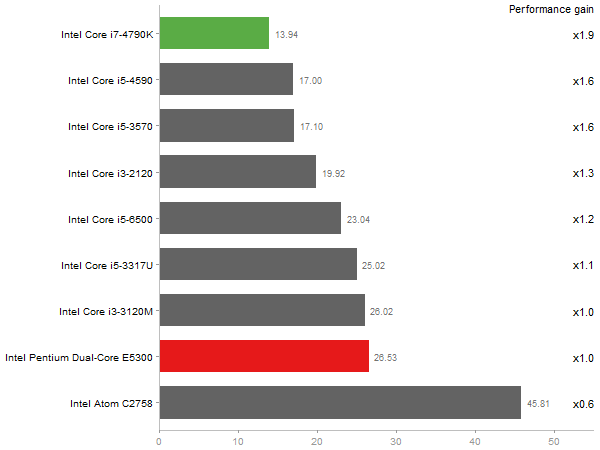 Performance gain
Intel Core i7-4790K 13.94 x1.9
Intel Core i5-4590 17.00 x1.6
Intel Core i5-3570 17.10 x1.6
Intel Core i3-2120 19.92 x1.3
Intel Core i5-6500 23.04 x1.2
Intel Core i5-3317U 25.02 x1.1
Intel Core i3-3120M 26.02 x1.0
Intel Pentium Dual-Core E5300 26.53 x1.0
Intel Atom C2758 45.81 x0.6
0 10 20 30 40 50